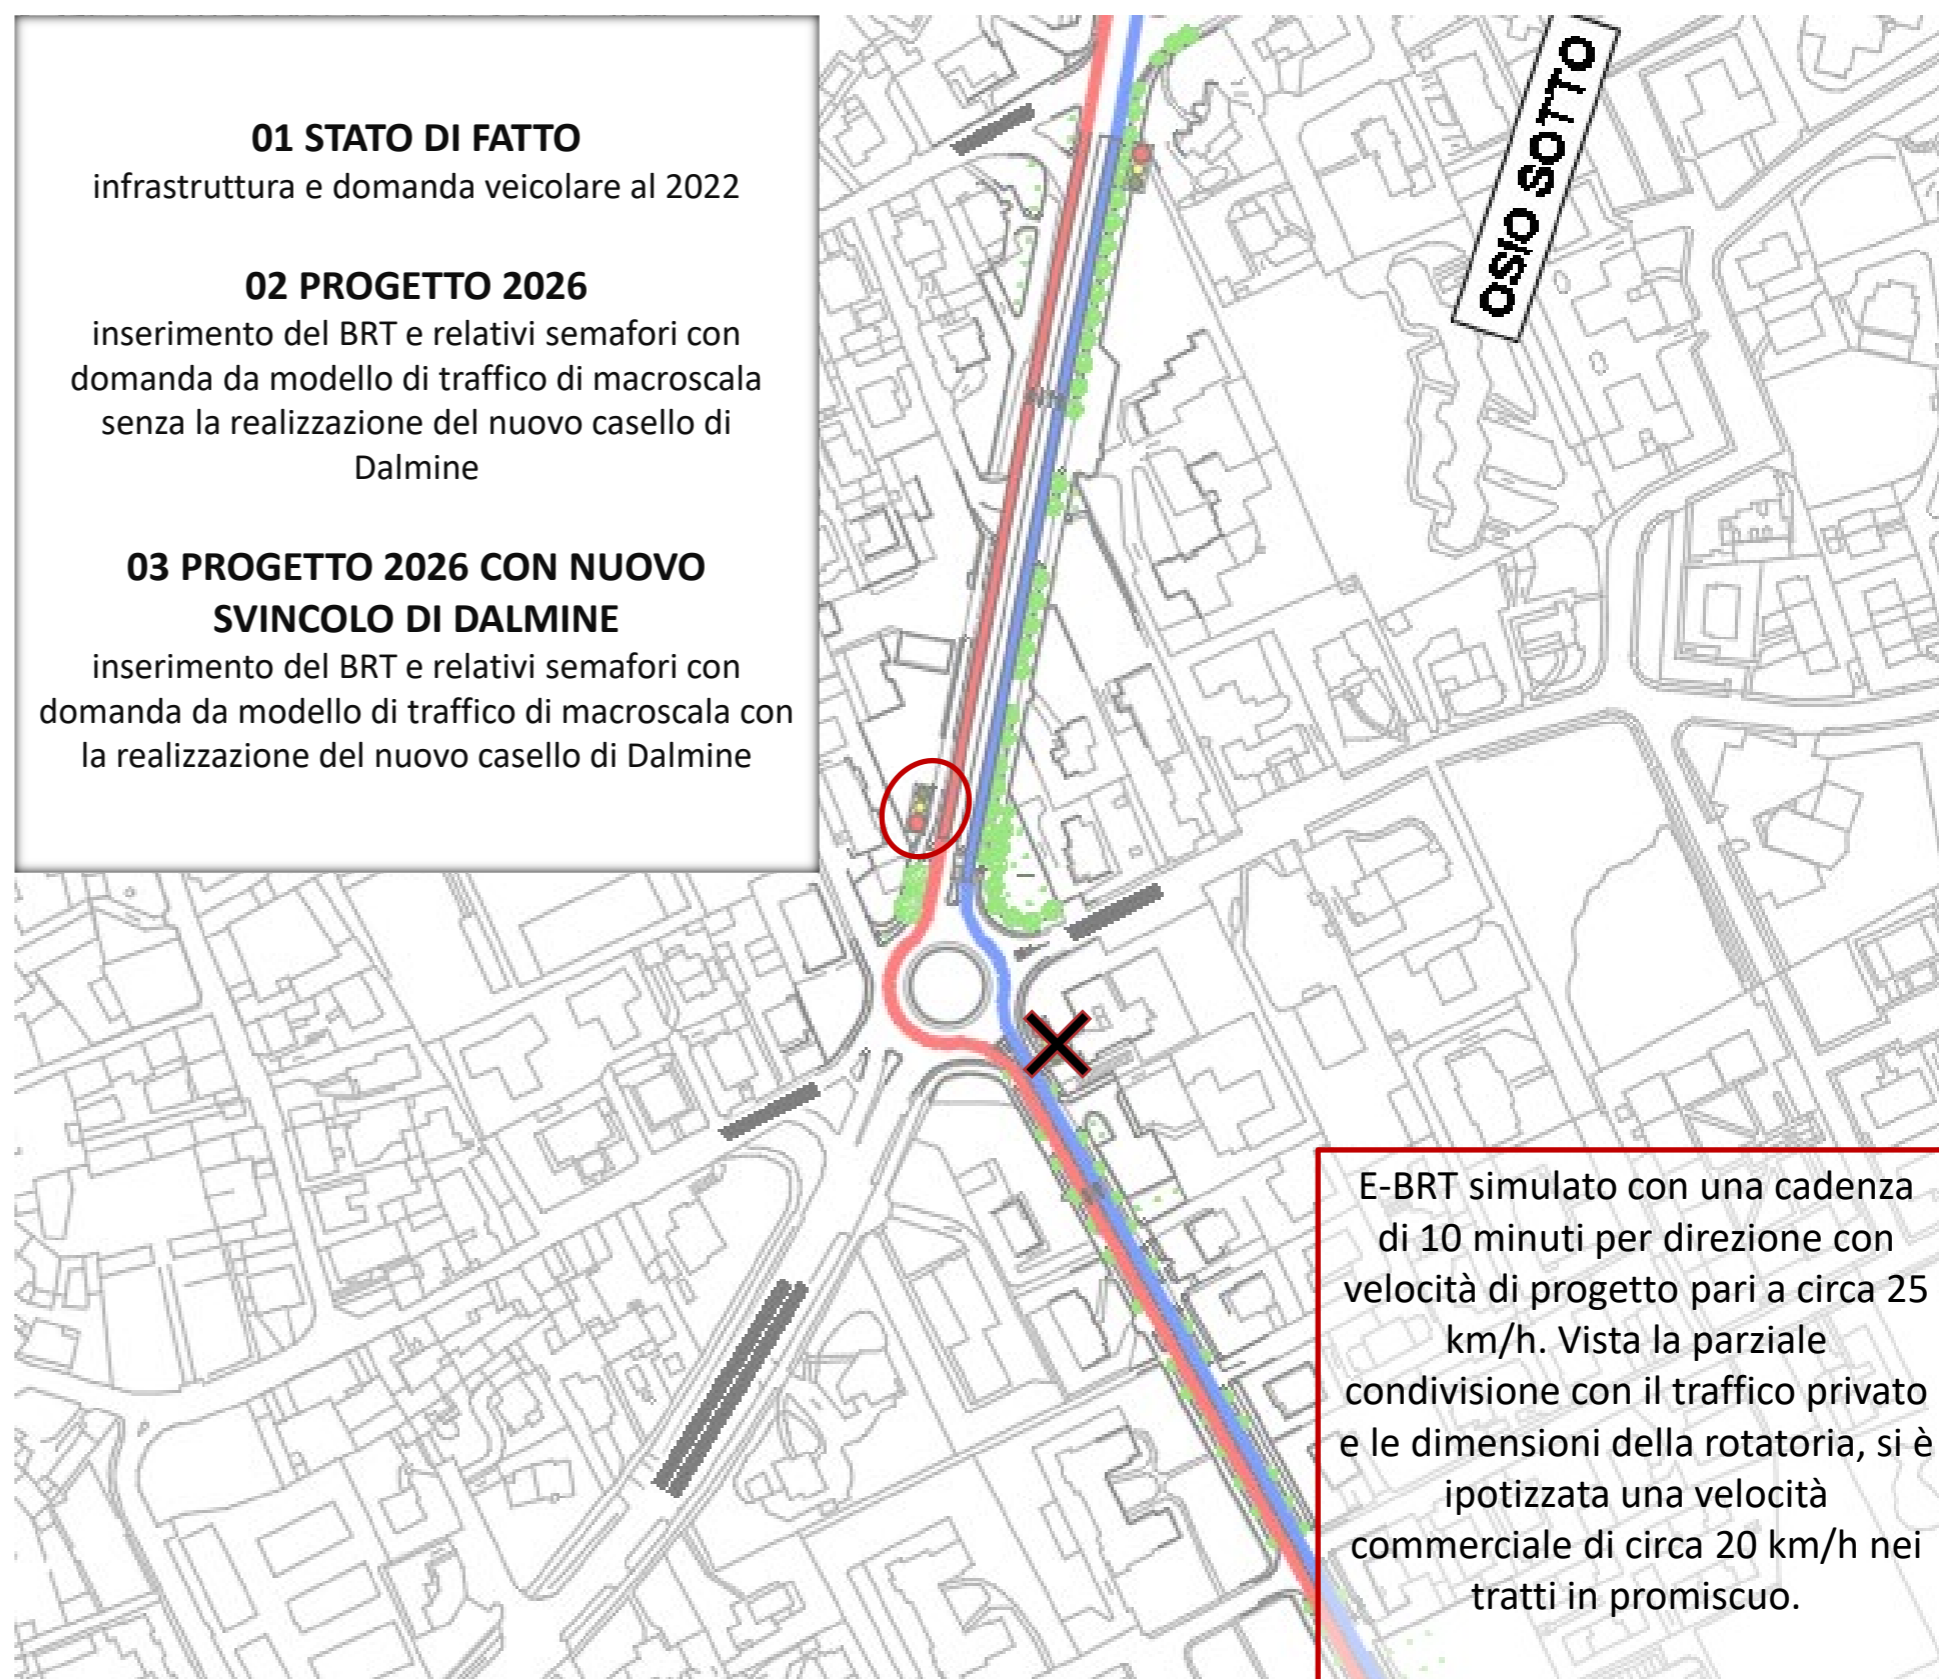 01 STATO DI FATTO
infrastruttura e domanda veicolare al 2022
02 PROGETTO 2026
inserimento del BRT e relativi semafori con
domanda da modello di traffico di macroscala
senza la realizzazione del nuovo casello di
Dalmine
03 PROGETTO 2026 CON NUOVO
SVINCOLO DI DALMINE
inserimento del BRT e relativi semafori con
domanda da modello di traffico di macroscala con
la realizzazione del nuovo casello di Dalmine
OSIO SOTTO
E-BRT simulato con una cadenza
di 10 minuti per direzione con
velocità di progetto pari a circa 25
km/h. Vista la parziale
condivisione con il traffico privato
e le dimensioni della rotatoria, si è
ipotizzata una velocità
commerciale di circa 20 km/h nei
tratti in promiscuo.